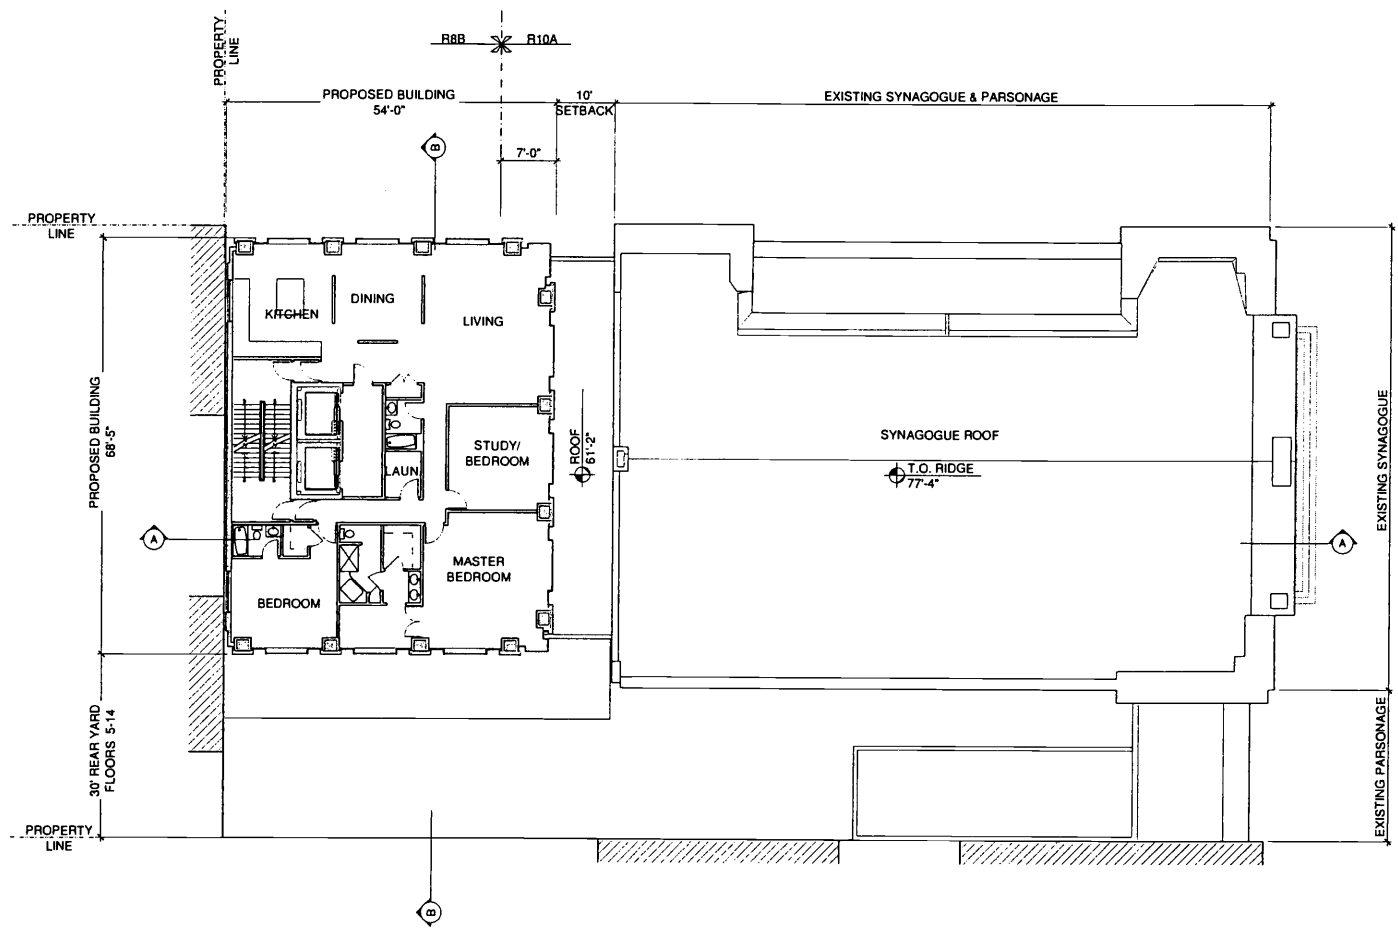 PROPERTY
LINE
R8B
R10A
PROPOSED BUILDING
54'-0"
10'
SETBACK
EXISTING SYNAGOGUE & PARSONAGE
7'-0"
B
PROPERTY
LINE
KITCHEN
DINING
LIVING
PROPOSED BUILDING
68'-5"
STUDY/
BEDROOM
LAUN
ROOF
61'-2"
SYNAGOGUE ROOF
T.O. RIDGE
77'-4"
EXISTING SYNAGOGUE
A
A
MASTER
BEDROOM
BEDROOM
30' REAR YARD
FLOORS 5-14
EXISTING PARSONAGE
PROPERTY
LINE
B